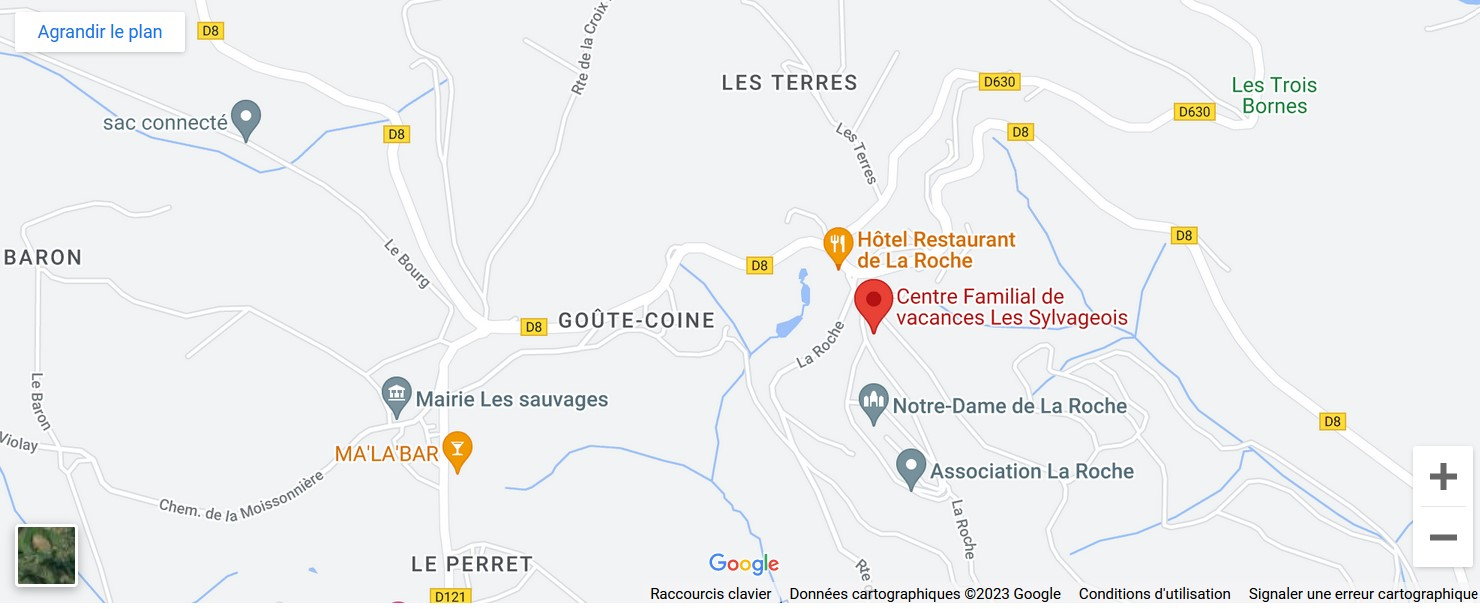 Agrandir le plan
D8
Rte de la Croix
LES TERRES
D630
Les Trois
Bornes
D630
sac connecté
D8
D8
Les Terres
D8
BARON
Le Bourg
D8
Hôtel Restaurant
de La Roche
Centre Familial de
vacances Les Sylvageois
D8
GOÛTE-COINE
La Roche
Le Baron
Mairie Les sauvages
Notre-Dame de La Roche
D8
Violay
MA'LA'BAR
Association La Roche
Chem. de la Moissonnière
La Roche
LE PERRET
Google
Rte
D121
Raccourcis clavier
Données cartographiques ©2023 Google
Conditions d'utilisation
Signaler une erreur cartographique